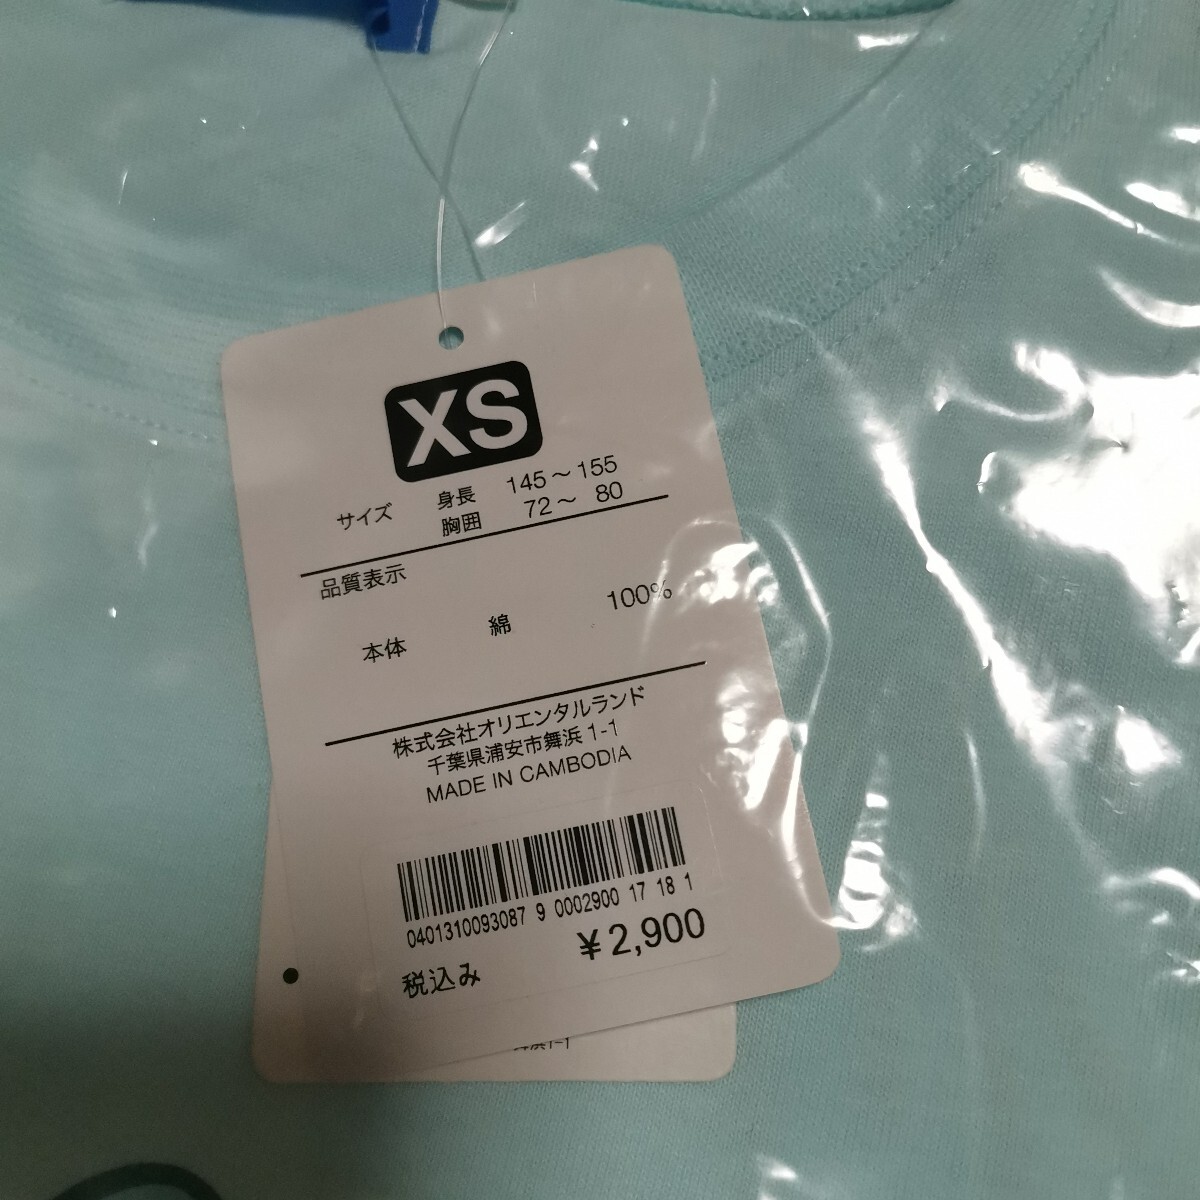 XS
サイズ 身長 145～155
胸囲 72～ 80
品質表示
本体 綿 100%
株式会社オリエンタルランド
千葉県浦安市舞浜1-1
MADE IN CAMBODIA
0401310093087 9 0002900 17 18 1
¥2,900
税込み
浜1-1